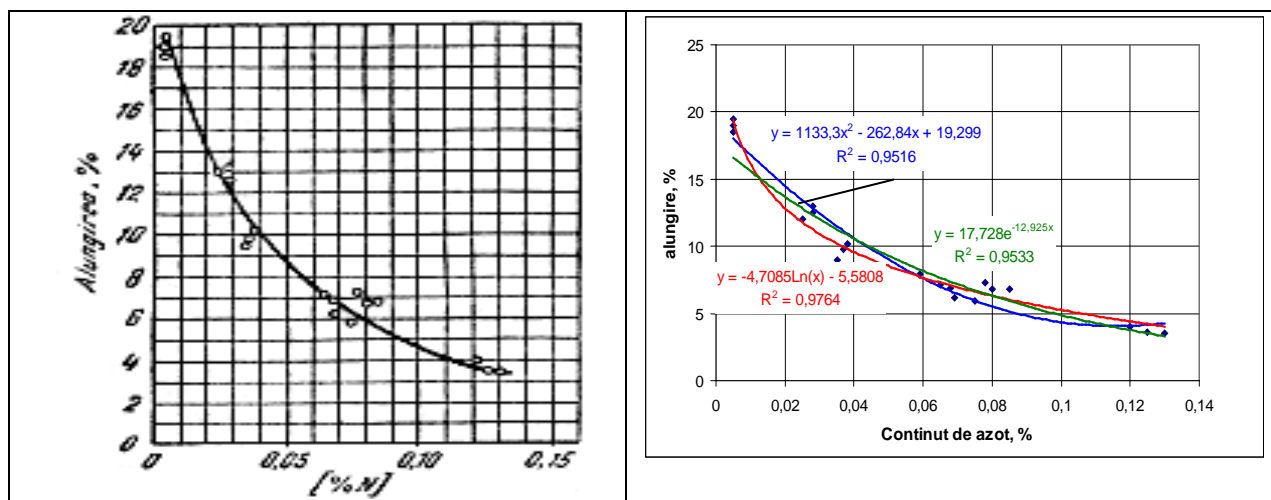 20
18
16
14
12
10
8
6
4
2
0
Alungirea, %
0
0,05
0,10
0,15
[%N]
25
20
15
10
5
0
alungire, %
y = 1133,3x² - 262,84x + 19,299
R² = 0,9516
y = 17,728e^-12,925x
R² = 0,9533
y = -4,7085Ln(x) - 5,5808
R² = 0,9764
0 0,02 0,04 0,06 0,08 0,1 0,12 0,14
Continut de azot, %